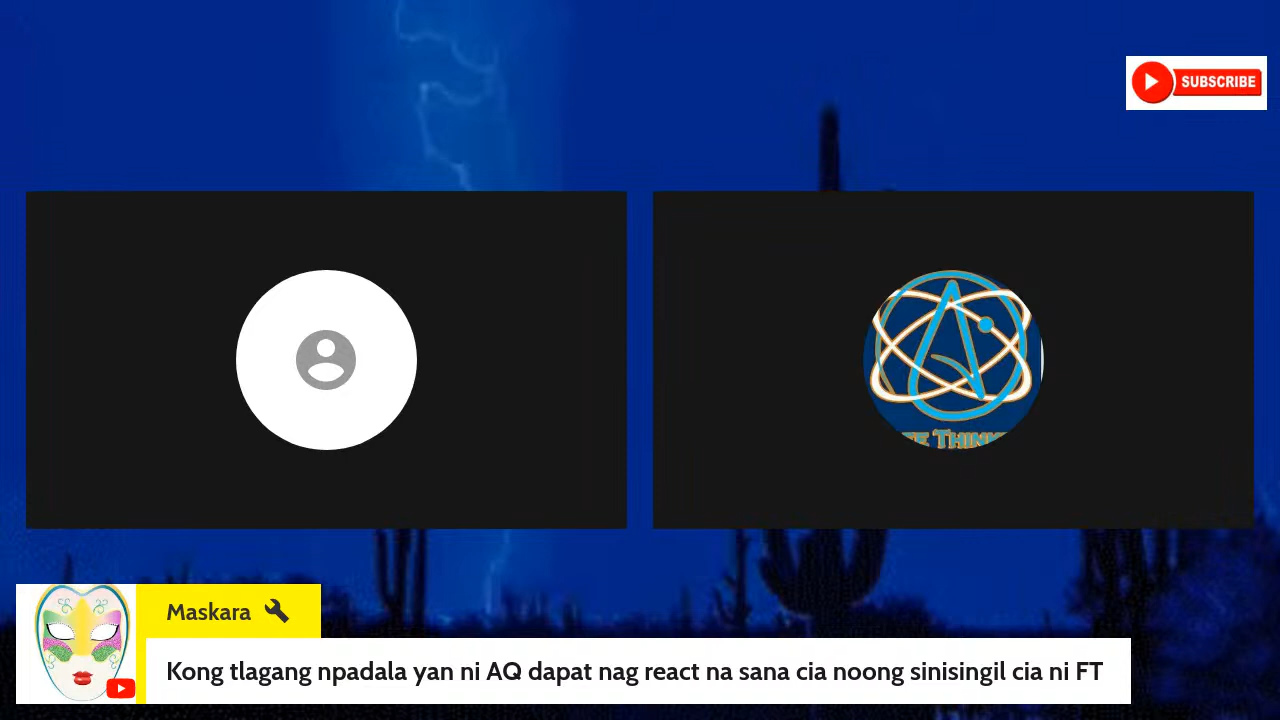 SUBSCRIBE
Maskara
Kong tlagang npadala yan ni AQ dapat nag react na sana cia noong sinisingil cia ni FT